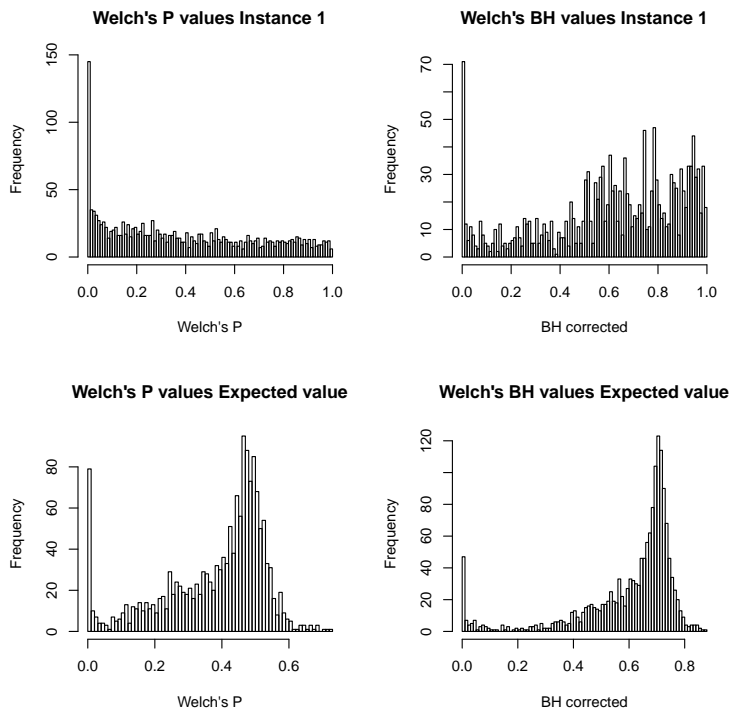 Welch's P values Instance 1
Frequency
0 50 100 150
0.0 0.2 0.4 0.6 0.8 1.0
Welch's P
Welch's BH values Instance 1
Frequency
0 10 30 50 70
0.0 0.2 0.4 0.6 0.8 1.0
BH corrected
Welch's P values Expected value
Frequency
0 20 40 60 80
0.0 0.2 0.4 0.6
Welch's P
Welch's BH values Expected value
Frequency
0 20 40 60 80 120
0.0 0.2 0.4 0.6 0.8
BH corrected